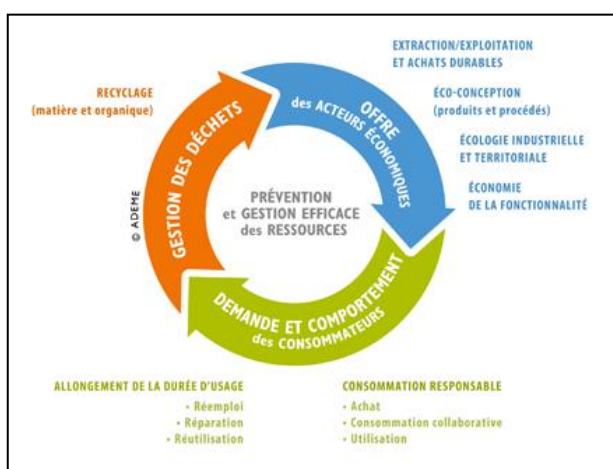 EXTRACTION/EXPLOITATION
ET ACHATS DURABLES
ÉCO-CONCEPTION
(produits et procédés)
ÉCOLOGIE INDUSTRIELLE
ET TERRITORIALE
ÉCONOMIE
DE LA FONCTIONNALITÉ
RECYCLAGE
(matière et organique)
OFFRE
des ACTEURS ÉCONOMIQUES
GESTION DES DÉCHETS
PRÉVENTION
et GESTION EFFICACE
des RESSOURCES
© ADEME
DEMANDE ET COMPORTEMENT
des CONSOMMATEURS
ALLONGEMENT DE LA DURÉE D'USAGE
• Réemploi
• Réparation
• Réutilisation
CONSOMMATION RESPONSABLE
• Achat
• Consommation collaborative
• Utilisation